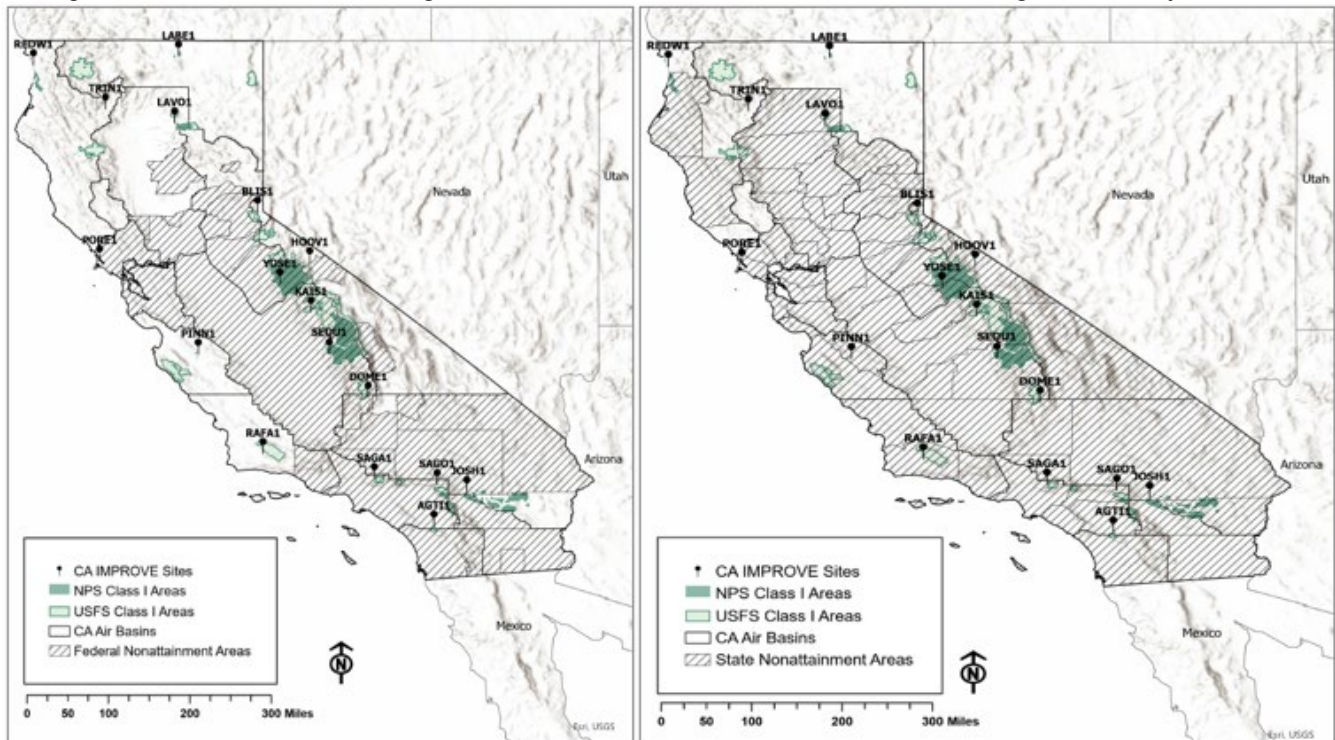 LABE1
REDW1
TRIN1
LAVO1
Utah
Nevada
BLIS1
PORE1
HOOV1
YOSE1
KAIS1
PINN1
SEQU1
DOME1
RAFA1
SAGA1
SAGO1
JOSH1
Arizona
AGTI1
CA IMPROVE Sites
NPS Class I Areas
USFS Class I Areas
CA Air Basins
Federal Nonattainment Areas
Mexico
N
0 50 100 200 300 Miles
Esri, USGS
LABE1
REDW1
TRIN1
LAVO1
Utah
Nevada
BLIS1
PORE1
HOOV1
YOSE1
KAIS1
PINN1
SEQU1
DOME1
RAFA1
SAGA1
SAGO1
JOSH1
Arizona
AGTI1
CA IMPROVE Sites
NPS Class I Areas
USFS Class I Areas
CA Air Basins
State Nonattainment Areas
Mexico
N
0 50 100 200 300 Miles
Esri, USGS